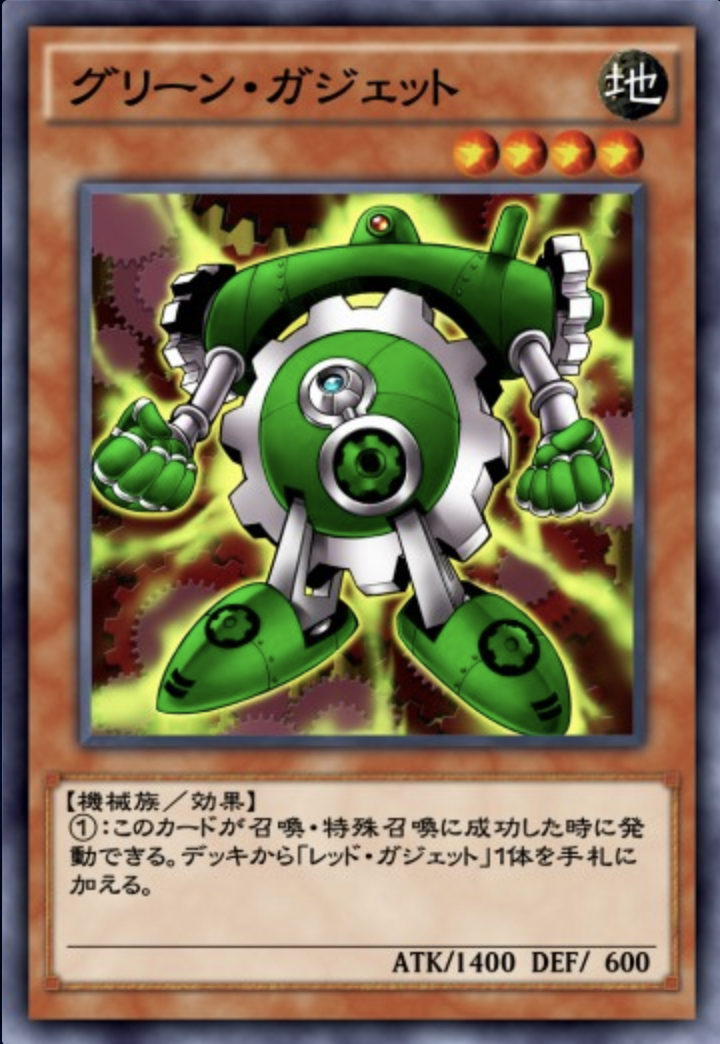 グリーン・ガジェット
地
【機械族／効果】
①：このカードが召喚・特殊召喚に成功した時に発
動できる。デッキから「レッド・ガジェット」1体を手札に
加える。
ATK/1400 DEF/ 600